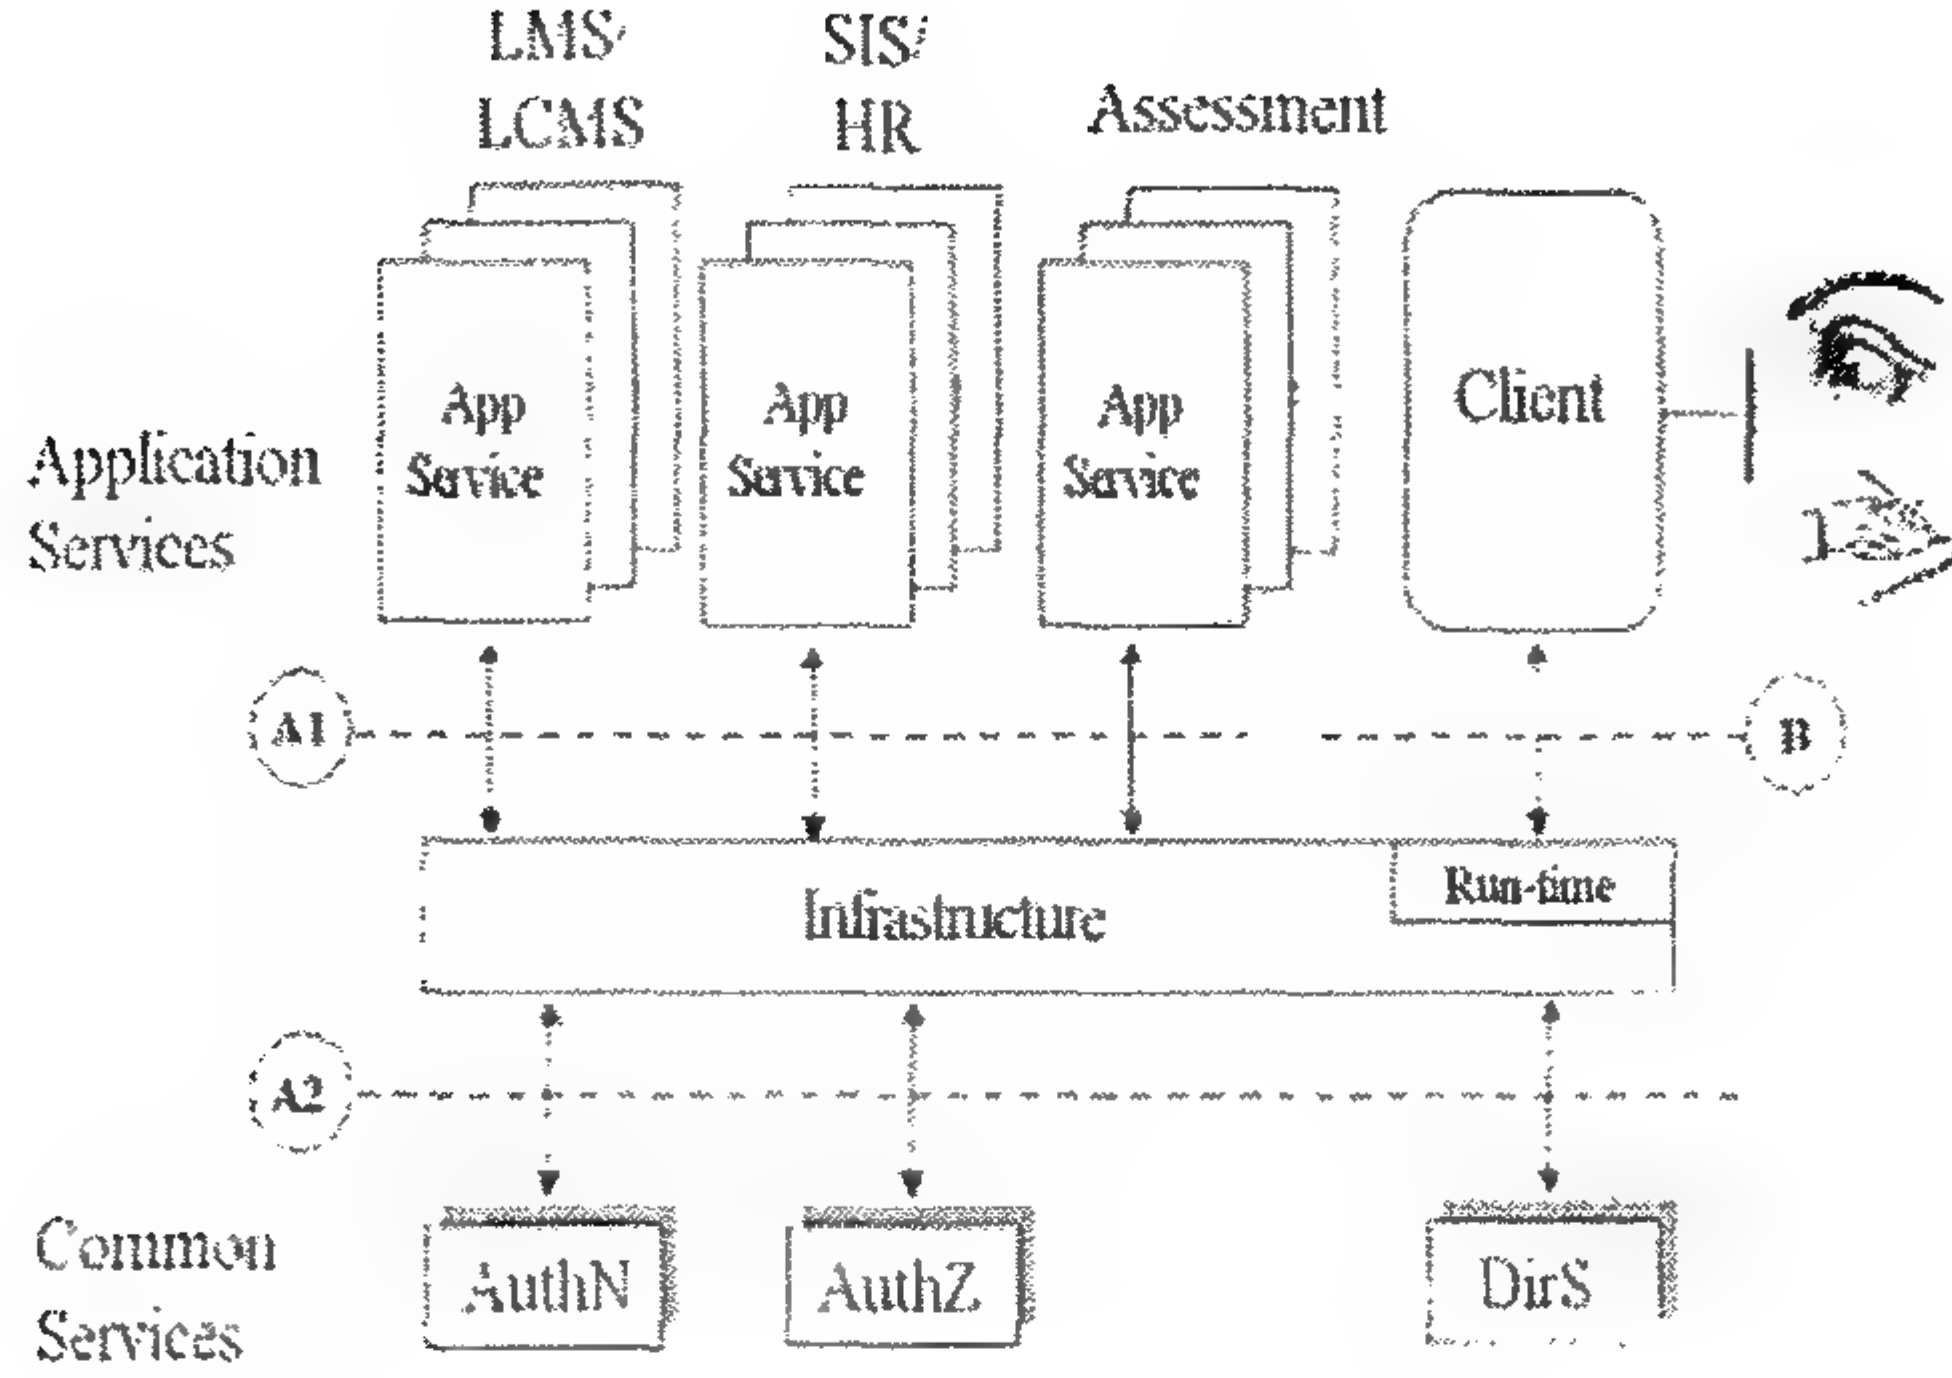 LMS/
LCMS
SIS/
HR
Assessment
App
Service
App
Service
App
Service
Client
Application
Services
A1
B
Run-time
Infrastructure
A2
Common
Services
AuthN
AuthZ
DirS